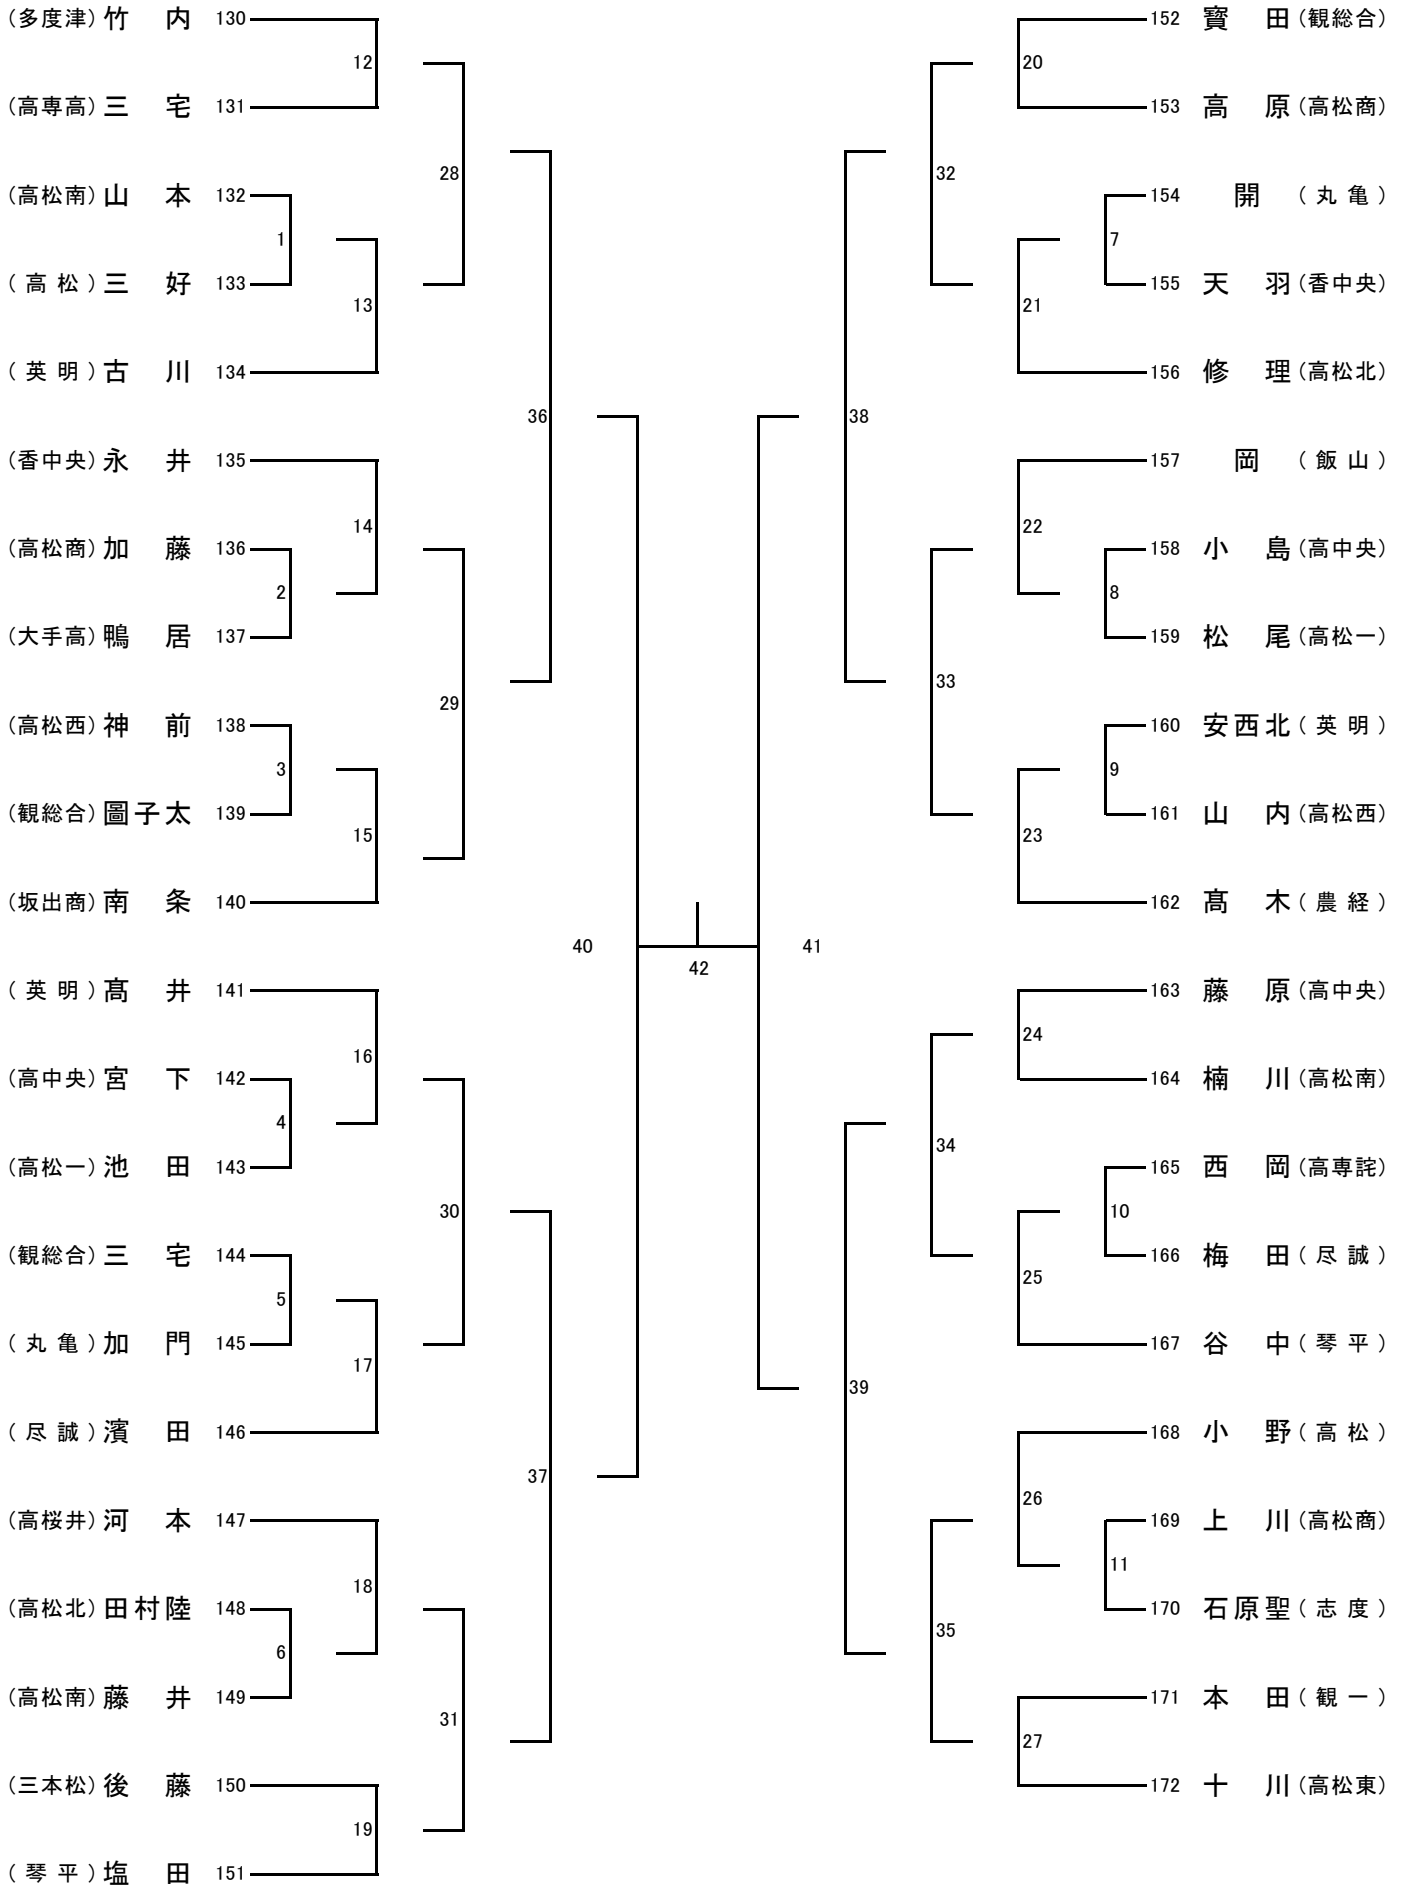 (多度津) 竹 内 130
12
(高専高) 三 宅 131
28
(高松南) 山 本 132
1
(高松) 三 好 133
13
(英明) 古 川 134
36
(香中央) 永 井 135
14
(高松商) 加 藤 136
2
(大手高) 鴨 居 137
29
(高松西) 神 前 138
3
(観総合) 圖子太 139
15
(坂出商) 南 条 140
40
(英明) 髙 井 141
16
(高中央) 宮 下 142
4
(高松一) 池 田 143
30
(観総合) 三 宅 144
5
(丸亀) 加 門 145
17
(尽誠) 濱 田 146
37
(高桜井) 河 本 147
18
(高松北) 田村陸 148
6
(高松南) 藤 井 149
31
(三本松) 後 藤 150
19
(琴平) 塩 田 151
42
152 寳 田 (観総合)
20
153 高 原 (高松商)
32
154 開 (丸亀)
7
155 天 羽 (香中央)
21
156 修 理 (高松北)
38
157 岡 (飯山)
22
158 小 島 (高中央)
8
159 松 尾 (高松一)
33
160 安西北 (英明)
9
161 山 内 (高松西)
23
162 髙 木 (農経)
41
163 藤 原 (高中央)
24
164 楠 川 (高松南)
34
165 西 岡 (高専詫)
10
166 梅 田 (尽誠)
25
167 谷 中 (琴平)
39
168 小 野 (高松)
26
169 上 川 (高松商)
11
170 石原聖 (志度)
35
171 本 田 (観一)
27
172 十 川 (高松東)